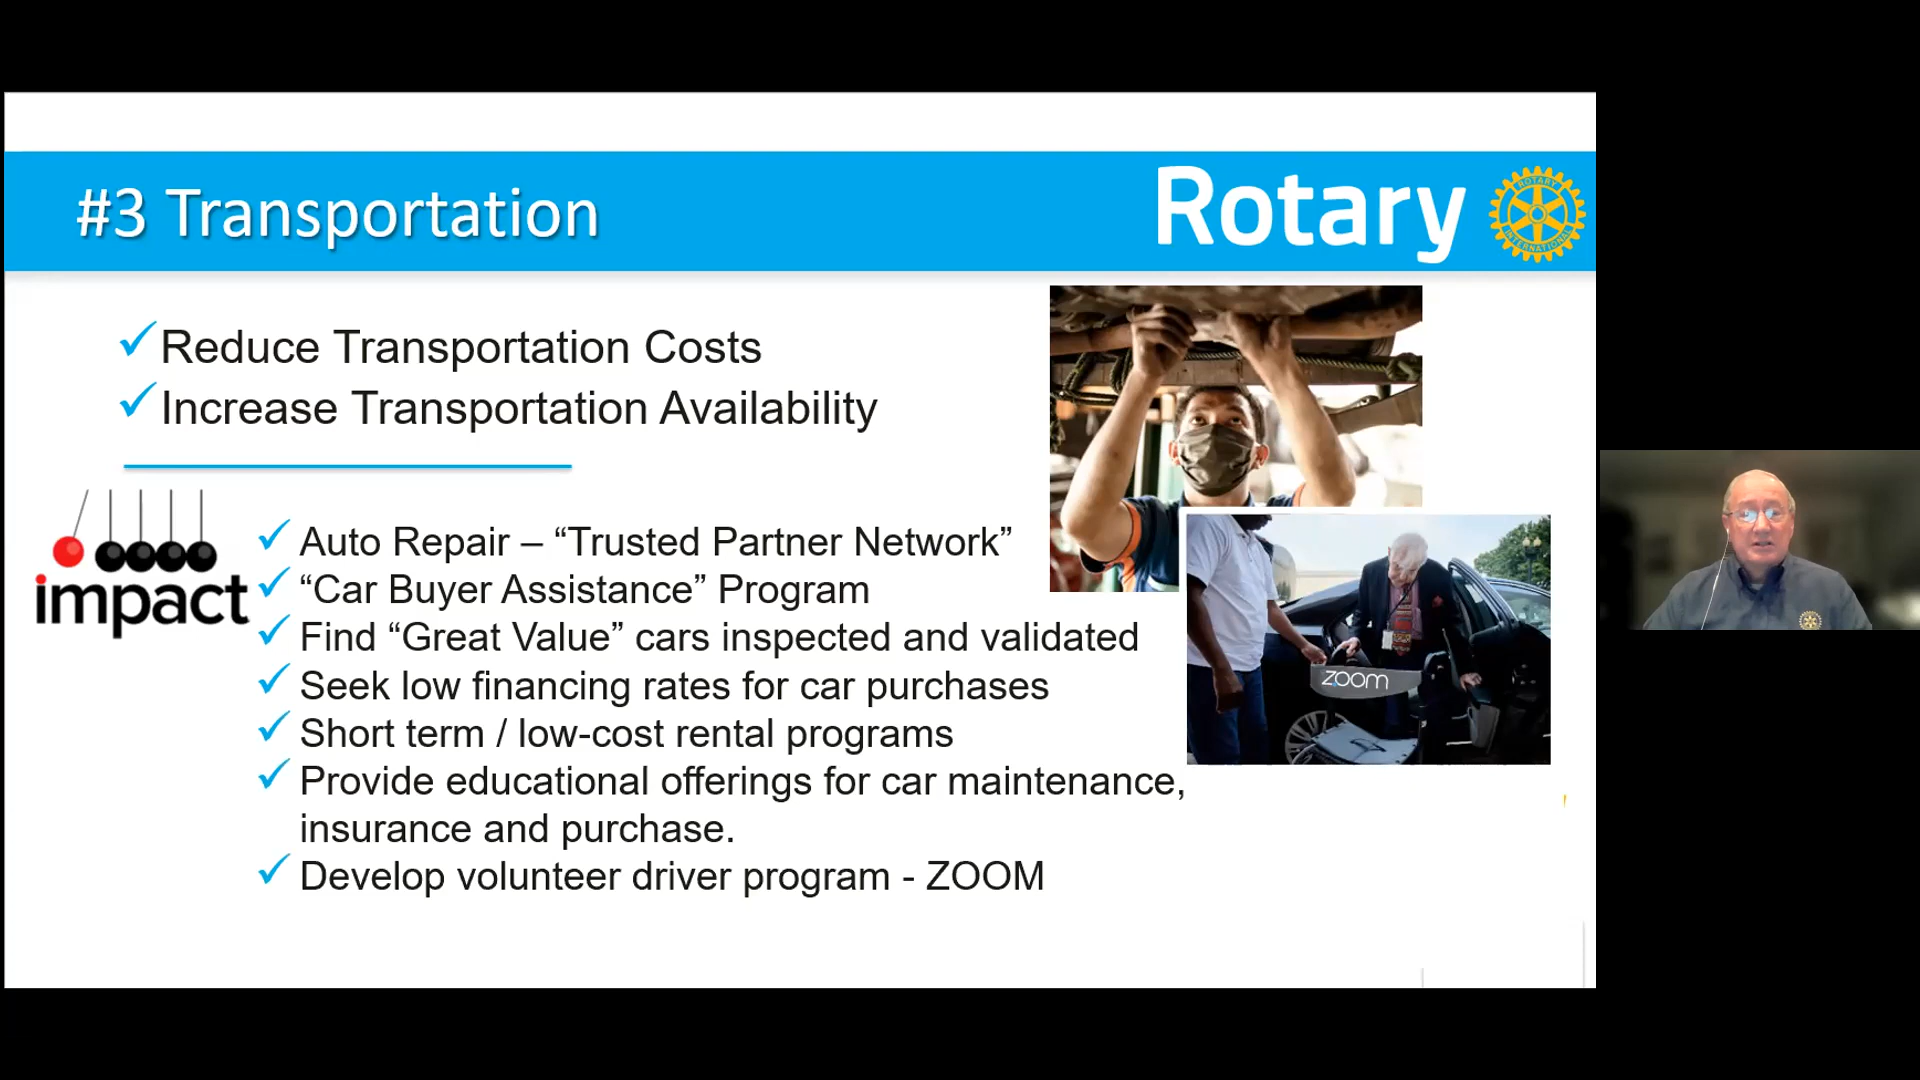 #3 Transportation
Rotary
ROTARY
INTERNATIONAL
Reduce Transportation Costs
Increase Transportation Availability
impact
Auto Repair – “Trusted Partner Network”
“Car Buyer Assistance” Program
Find “Great Value” cars inspected and validated
Seek low financing rates for car purchases
Short term / low-cost rental programs
Provide educational offerings for car maintenance,
insurance and purchase.
Develop volunteer driver program - ZOOM
zoom